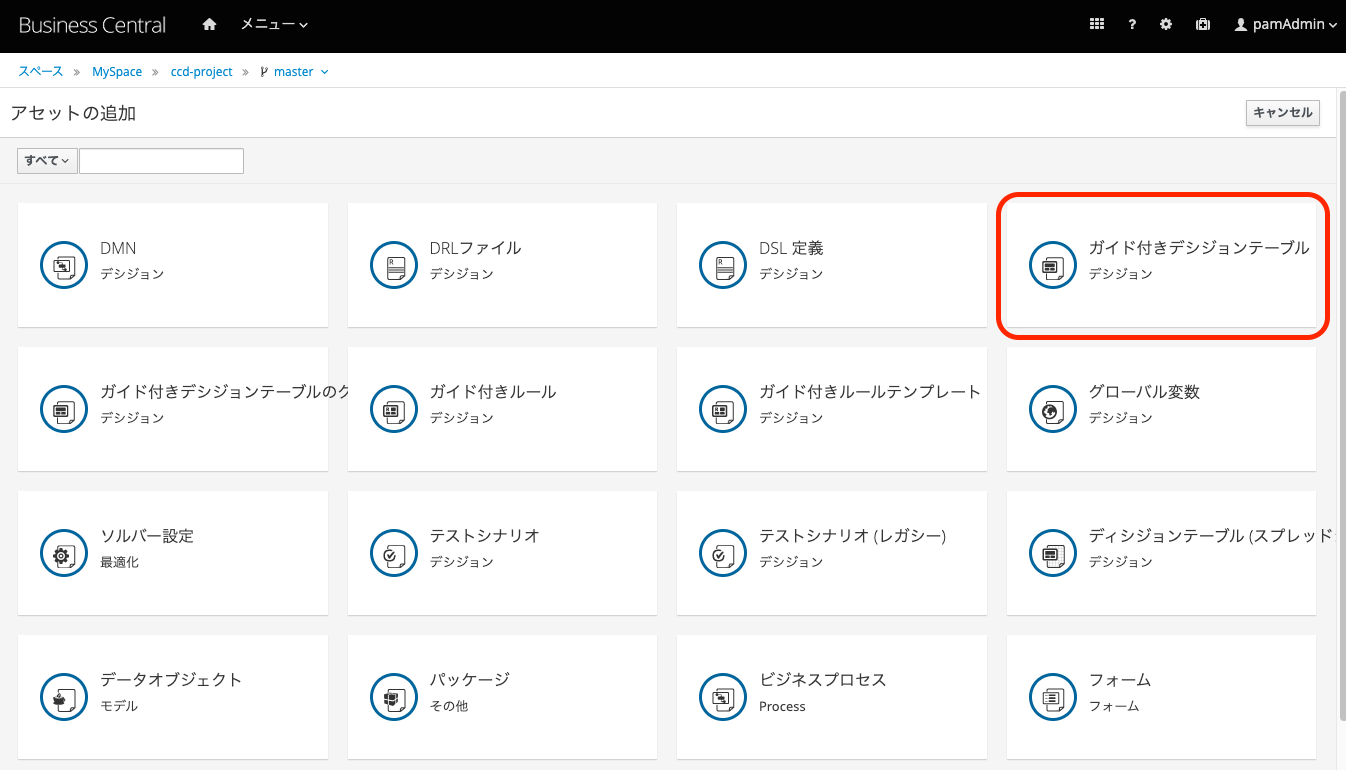 Business Central メニュー ? pamAdmin
スペース » MySpace » ccd-project » master
アセットの追加 キャンセル
すべて
DMN
デシジョン
DRLファイル
デシジョン
DSL 定義
デシジョン
ガイド付きデシジョンテーブル
デシジョン
ガイド付きデシジョンテーブルのグ
デシジョン
ガイド付きルール
デシジョン
ガイド付きルールテンプレート
デシジョン
グローバル変数
デシジョン
ソルバー設定
最適化
テストシナリオ
デシジョン
テストシナリオ (レガシー)
デシジョン
ディシジョンテーブル (スプレッド
デシジョン
データオブジェクト
モデル
パッケージ
その他
ビジネスプロセス
Process
フォーム
フォーム